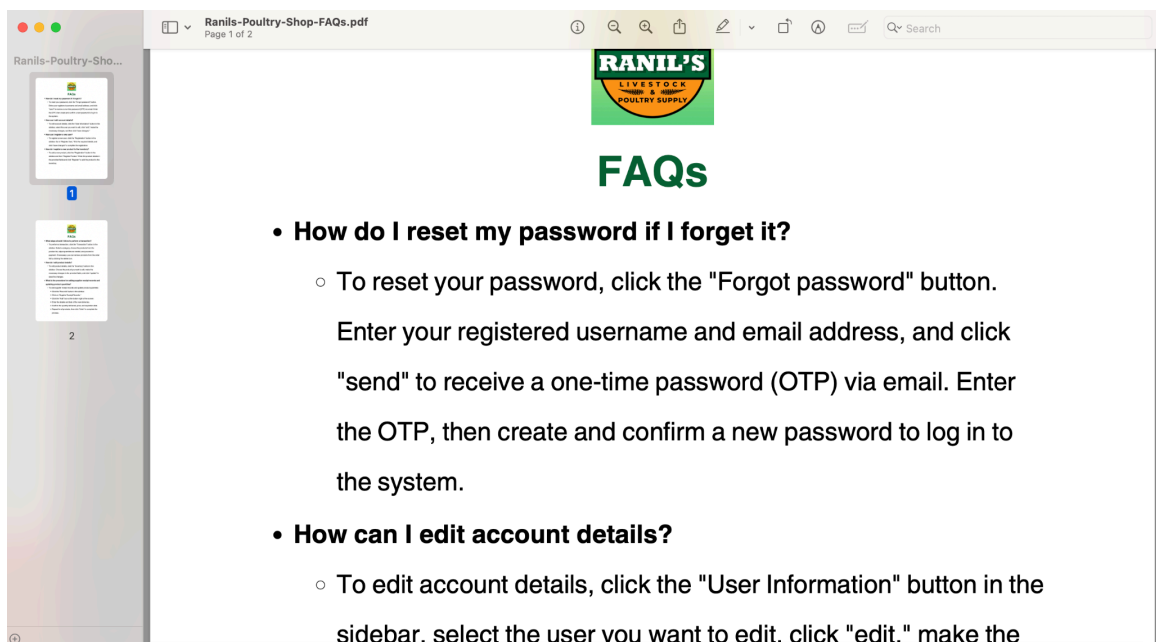 Ranils-Poultry-Shop-FAQs.pdf
Page 1 of 2
Search
Ranils-Poultry-Sho...
1
2
RANIL'S
LIVESTOCK
&
POULTRY SUPPLY
FAQs
• How do I reset my password if I forget it?
○ To reset your password, click the "Forgot password" button.
Enter your registered username and email address, and click
"send" to receive a one-time password (OTP) via email. Enter
the OTP, then create and confirm a new password to log in to
the system.
• How can I edit account details?
○ To edit account details, click the "User Information" button in the
sidebar, select the user you want to edit, click "edit," make the